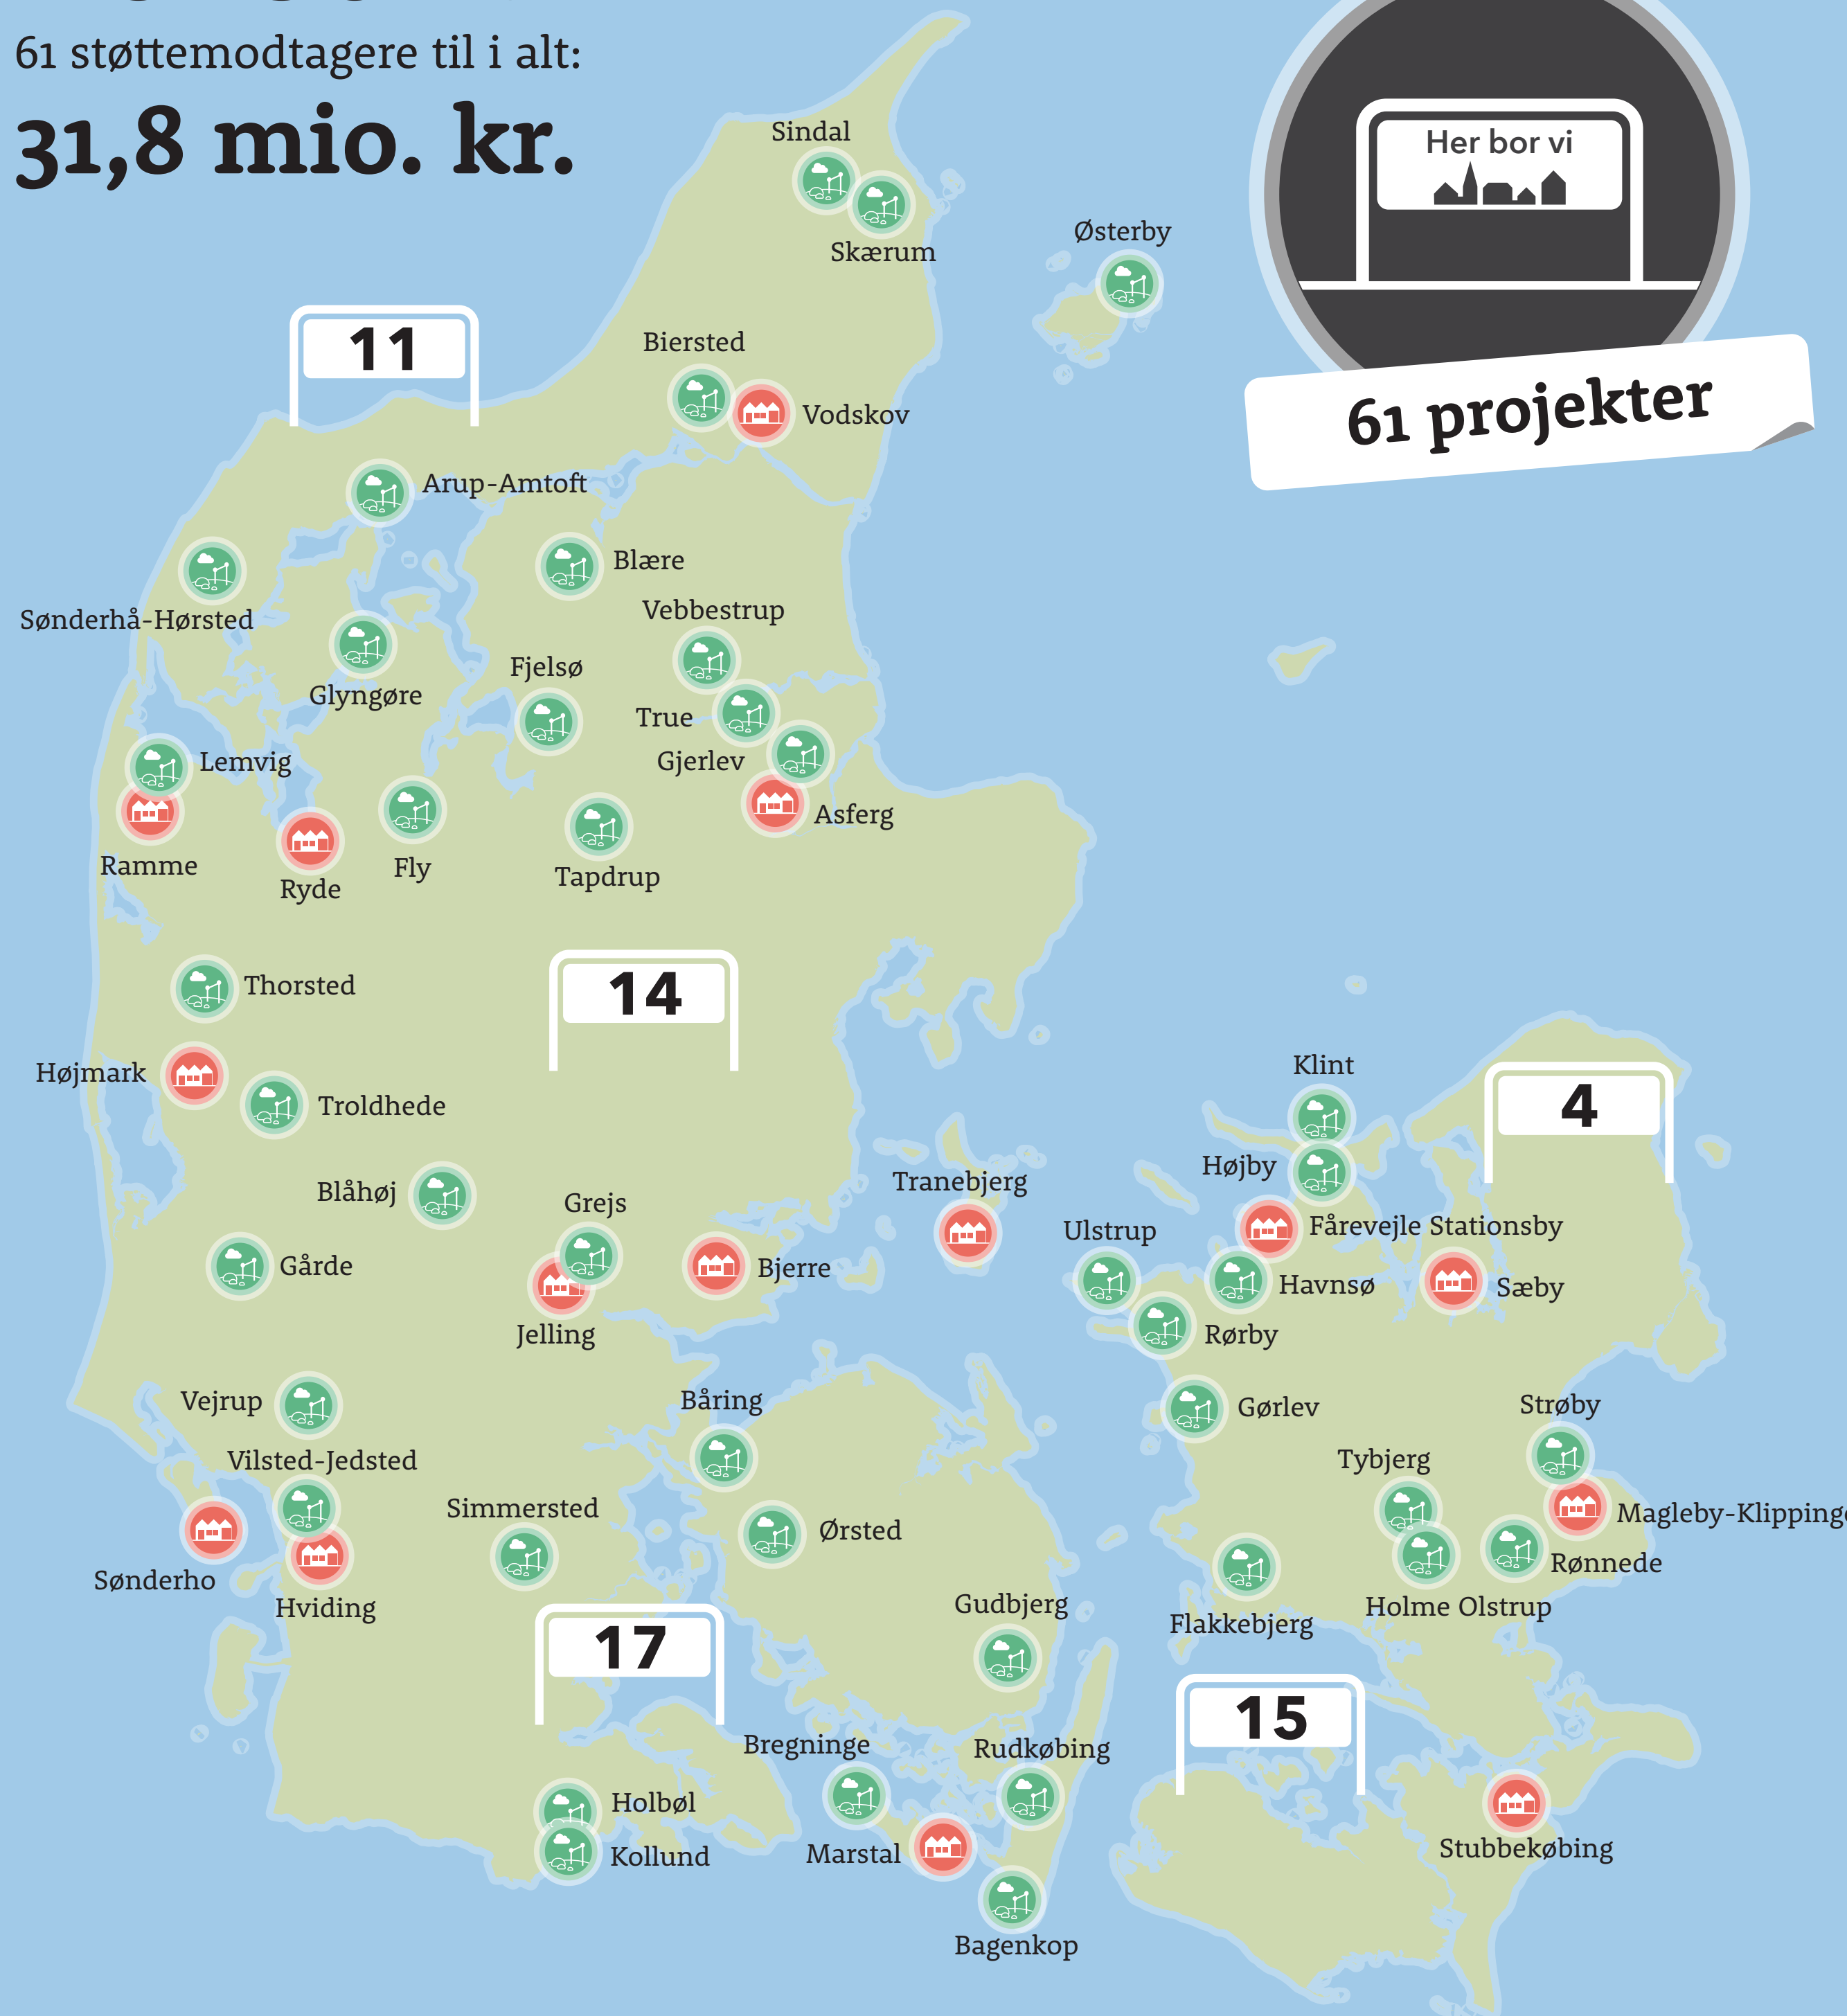 61 støttemodtagere til i alt:
31,8 mio. kr.
Her bor vi
61 projekter
Sindal
Skærum
Østerby
11
Biersted
Vodskov
Arup-Amtoft
Blære
Sønderhå-Hørsted
Vebbestrup
Fjelsø
Glyngøre
True
Gjerlev
Lemvig
Asferg
Ramme
Fly
Tapdrup
Ryde
Thorsted
14
Højmark
Troldhede
Klint
4
Blåhøj
Grejs
Tranebjerg
Højby
Ulstrup
Fårevejle Stationsby
Gårde
Bjerre
Havnsø
Sæby
Jelling
Rørby
Vejrup
Båring
Gørlev
Strøby
Vilsted-Jedsted
Tybjerg
Simmersted
Ørsted
Magleby-Klipping
Sønderho
Rønnede
Hviding
Gudbjerg
Holme Olstrup
Flakkebjerg
17
15
Bregninge
Rudkøbing
Holbøl
Kollund
Marstal
Stubbekøbing
Bagenkop